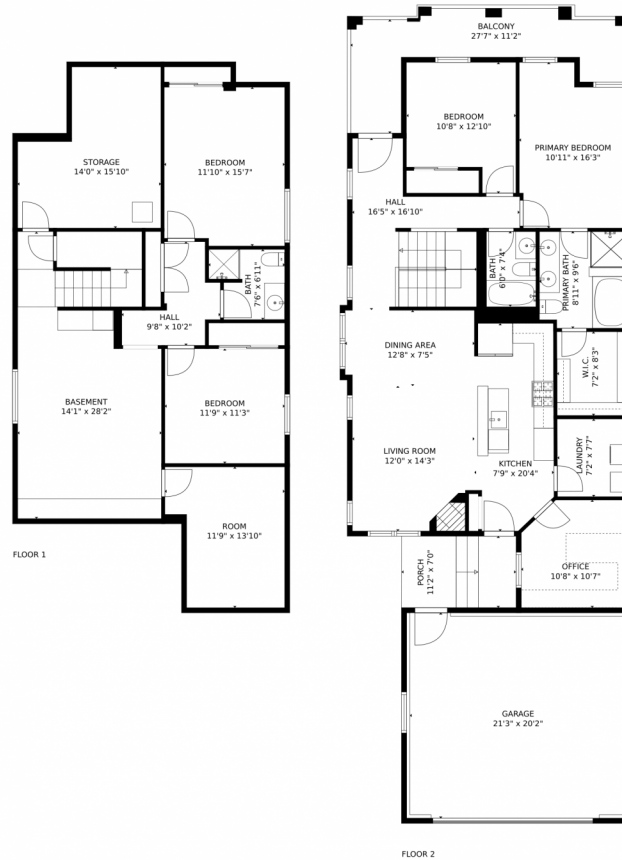 STORAGE
14'0" x 15'10"
BEDROOM
11'10" x 15'7"
BATH
7'6" x 6'11"
HALL
9'8" x 10'2"
BASEMENT
14'1" x 28'2"
BEDROOM
11'9" x 11'3"
ROOM
11'9" x 13'10"
FLOOR 1
BALCONY
27'7" x 11'2"
BEDROOM
10'8" x 12'10"
PRIMARY BEDROOM
10'11" x 16'3"
HALL
16'5" x 16'10"
BATH
6'0" x 7'4"
PRIMARY BATH
8'11" x 9'6"
DINING AREA
12'8" x 7'5"
W.I.C.
7'2" x 8'3"
LIVING ROOM
12'0" x 14'3"
KITCHEN
7'9" x 20'4"
LAUNDRY
7'2" x 7'7"
PORCH
11'2" x 7'0"
OFFICE
10'8" x 10'7"
GARAGE
21'3" x 20'2"
FLOOR 2